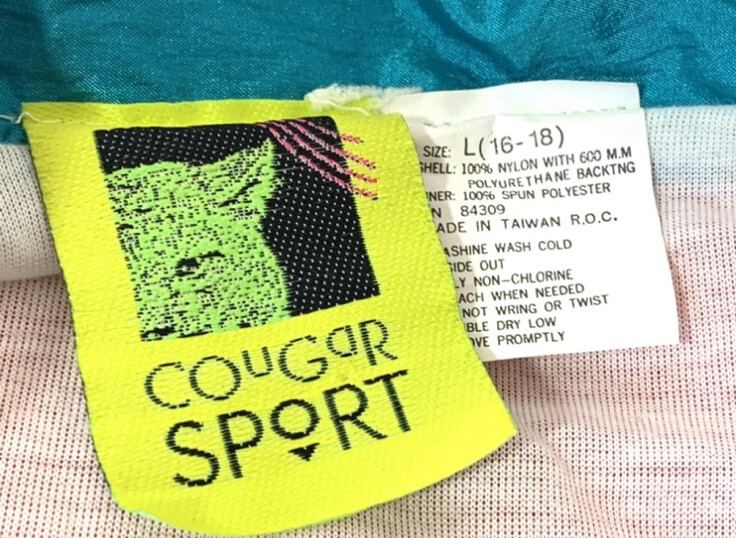 COUGAR
SPORT
SIZE: L(16-18)
SHELL: 100% NYLON WITH 600 M.M
POLYURETHANE BACKTNG
NER: 100% SPUN POLYESTER
N 84309
ADE IN TAIWAN R.O.C.
ASHINE WASH COLD
IDE OUT
LY NON-CHLORINE
ACH WHEN NEEDED
NOT WRING OR TWIST
BLE DRY LOW
OVE PROMPTLY